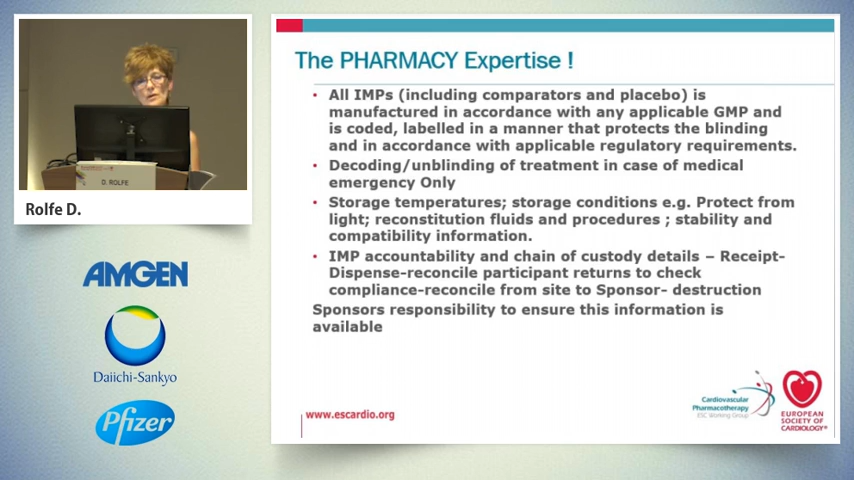 D. ROLFE
Rolfe D.
AMGEN
Daiichi-Sankyo
Pfizer
The PHARMACY Expertise !
• All IMPs (including comparators and placebo) is
manufactured in accordance with any applicable GMP and
is coded, labelled in a manner that protects the blinding
and in accordance with applicable regulatory requirements.
• Decoding/unblinding of treatment in case of medical
emergency Only
• Storage temperatures; storage conditions e.g. Protect from
light; reconstitution fluids and procedures ; stability and
compatibility information.
• IMP accountability and chain of custody details – Receipt-
Dispense-reconcile participant returns to check
compliance-reconcile from site to Sponsor- destruction
Sponsors responsibility to ensure this information is
available
www.escardio.org
Cardiovascular
Pharmacotherapy
ESC Working Group
EUROPEAN
SOCIETY OF
CARDIOLOGY®